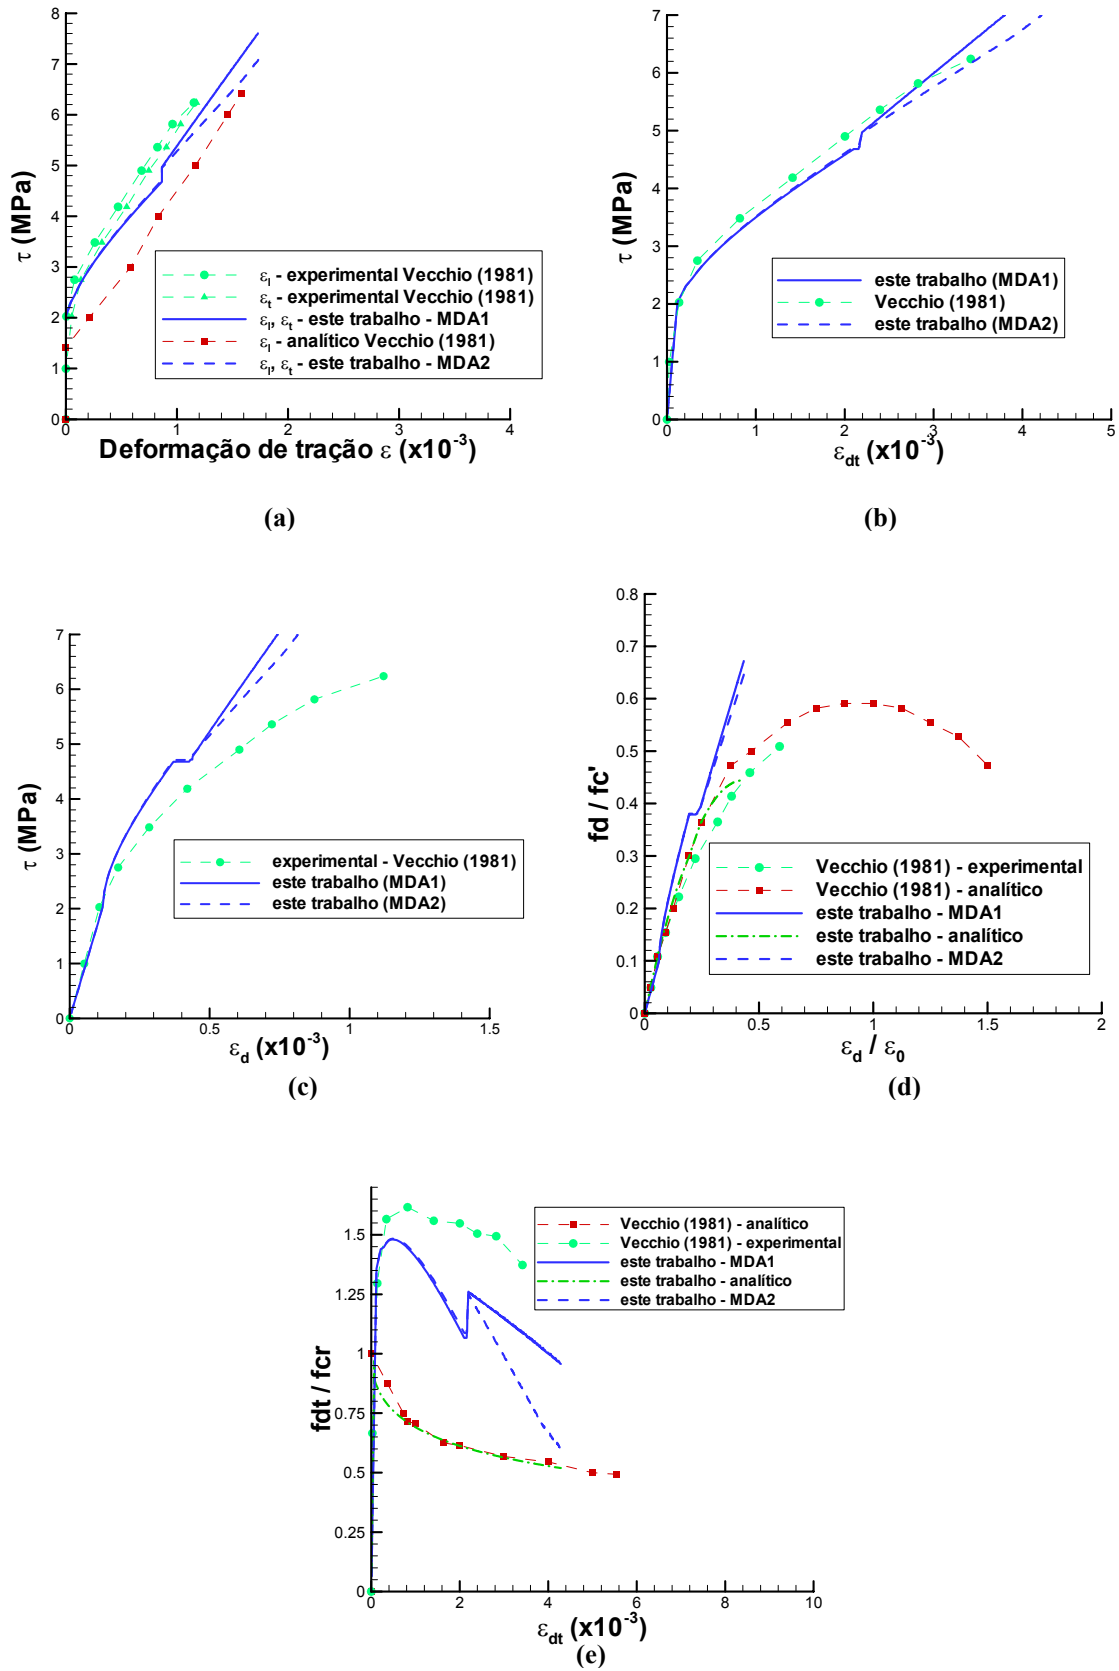 8
7
6
5
4
3
2
1
0
τ (MPa)
εl - experimental Vecchio (1981)
εt - experimental Vecchio (1981)
εl, εt - este trabalho - MDA1
εl - analítico Vecchio (1981)
εl, εt - este trabalho - MDA2
0 1 2 3 4
Deformação de tração ε (x10-3)
(a)
7
6
5
4
3
2
1
0
τ (MPa)
este trabalho (MDA1)
Vecchio (1981)
este trabalho (MDA2)
0 1 2 3 4 5
εdt (x10-3)
(b)
7
6
5
4
3
2
1
0
τ (MPa)
experimental - Vecchio (1981)
este trabalho (MDA1)
este trabalho (MDA2)
0 0.5 1 1.5
εd (x10-3)
(c)
0.8
0.7
0.6
0.5
0.4
0.3
0.2
0.1
0
fd / fc'
Vecchio (1981) - experimental
Vecchio (1981) - analítico
este trabalho - MDA1
este trabalho - analítico
este trabalho - MDA2
0 0.5 1 1.5 2
εd / ε0
(d)
1.5
1.25
1
0.75
0.5
0.25
0
fdt / fcr
Vecchio (1981) - analítico
Vecchio (1981) - experimental
este trabalho - MDA1
este trabalho - analítico
este trabalho - MDA2
0 2 4 6 8 10
εdt (x10-3)
(e)